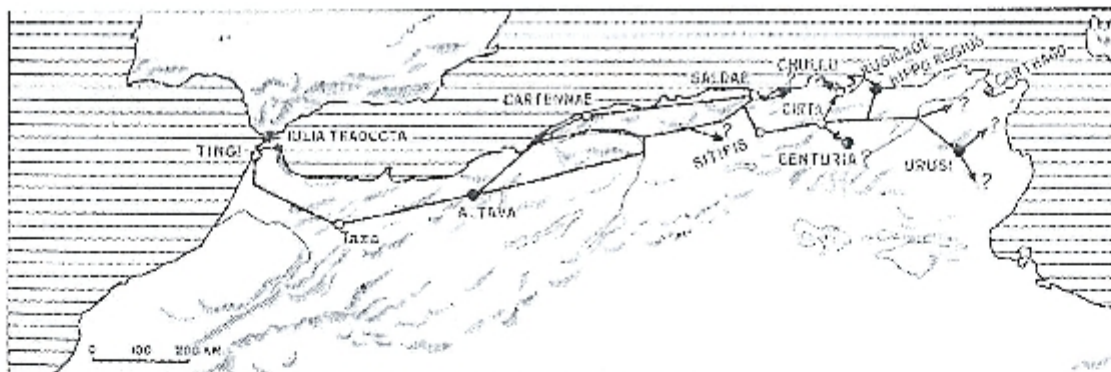 CHULLU
RUSICADE
HIPPO REGIUS
SALDAE
CARTHAGO
CARTENNAE
CIRTA
?
?
IULIA TRADUCTA
TINGI
?
SITIFIS
CENTURIA?
URUSI
?
ALTAVA
Taza
0 100 200 KM